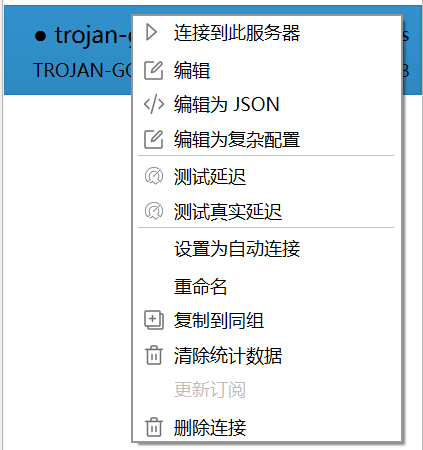 ● trojan-g
s
TROJAN-GO
3
连接到此服务器
编辑
编辑为 JSON
编辑为复杂配置
测试延迟
测试真实延迟
设置为自动连接
重命名
复制到同组
清除统计数据
更新订阅
删除连接